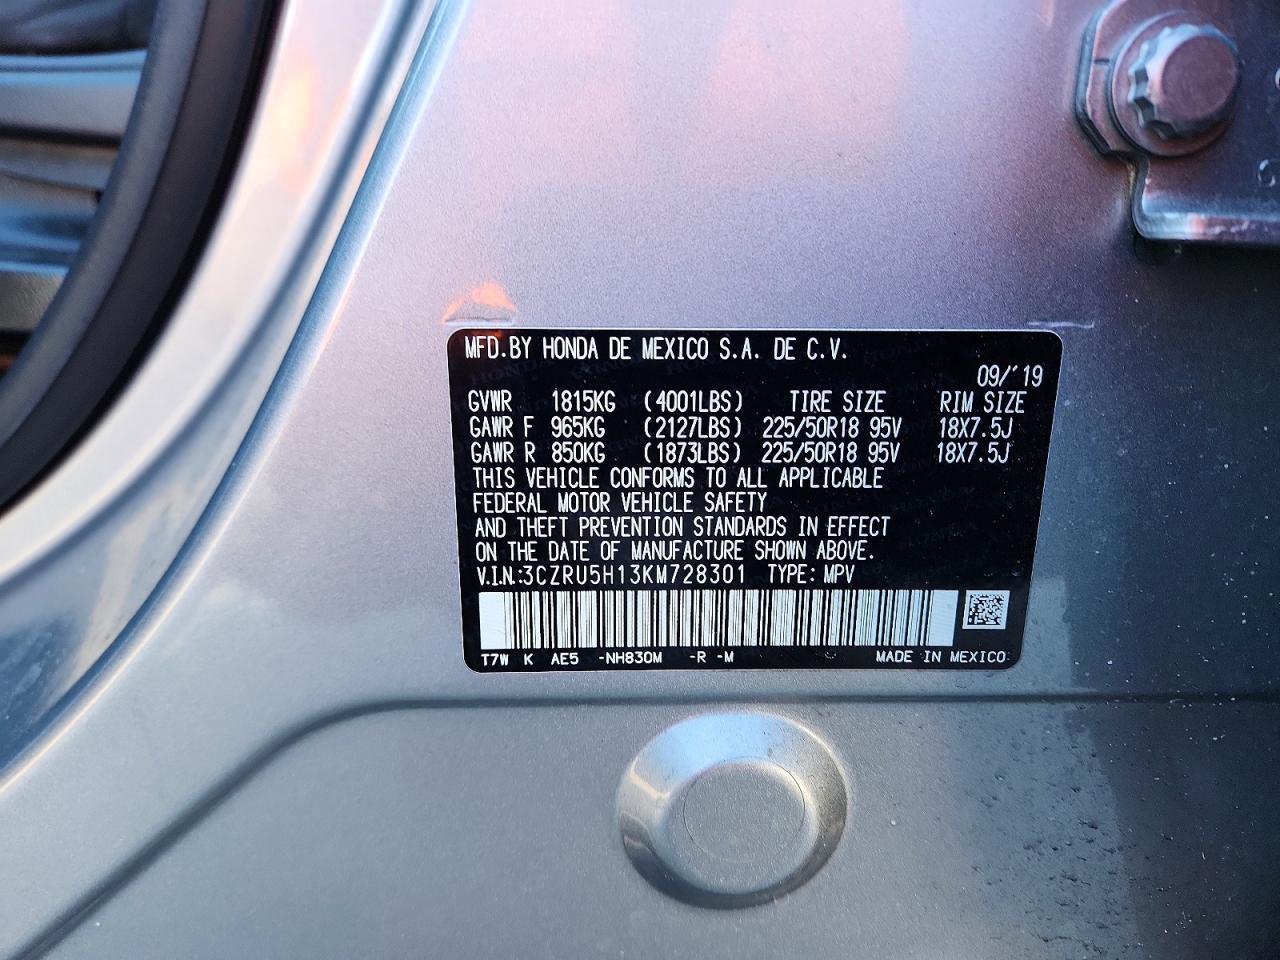 MFD.BY HONDA DE MEXICO S.A. DE C.V.
09/'19
GVWR 1815KG (4001LBS) TIRE SIZE RIM SIZE
GAWR F 965KG (2127LBS) 225/50R18 95V 18X7.5J
GAWR R 850KG (1873LBS) 225/50R18 95V 18X7.5J
THIS VEHICLE CONFORMS TO ALL APPLICABLE
FEDERAL MOTOR VEHICLE SAFETY
AND THEFT PREVENTION STANDARDS IN EFFECT
ON THE DATE OF MANUFACTURE SHOWN ABOVE.
V.I.N.:3CZRU5H13KM728301 TYPE: MPV
T7W K AE5 -NH830M -R -M MADE IN MEXICO